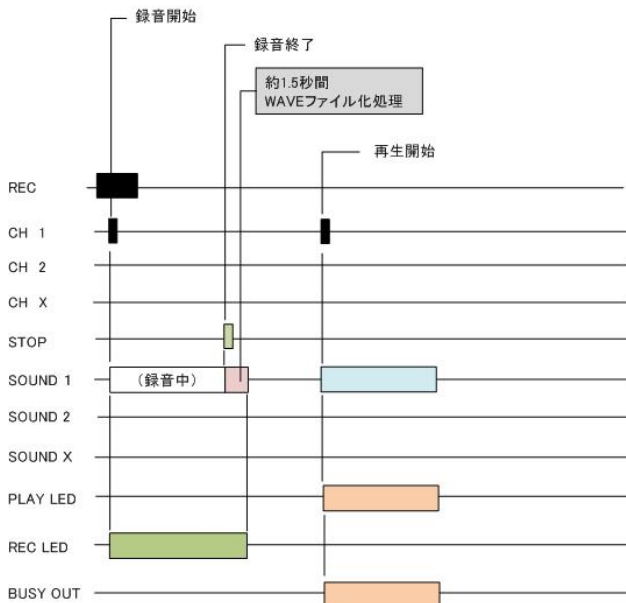 録音開始
録音終了
約1.5秒間
WAVEファイル化処理
再生開始
REC
CH 1
CH 2
CH X
STOP
SOUND 1 (録音中)
SOUND 2
SOUND X
PLAY LED
REC LED
BUSY OUT